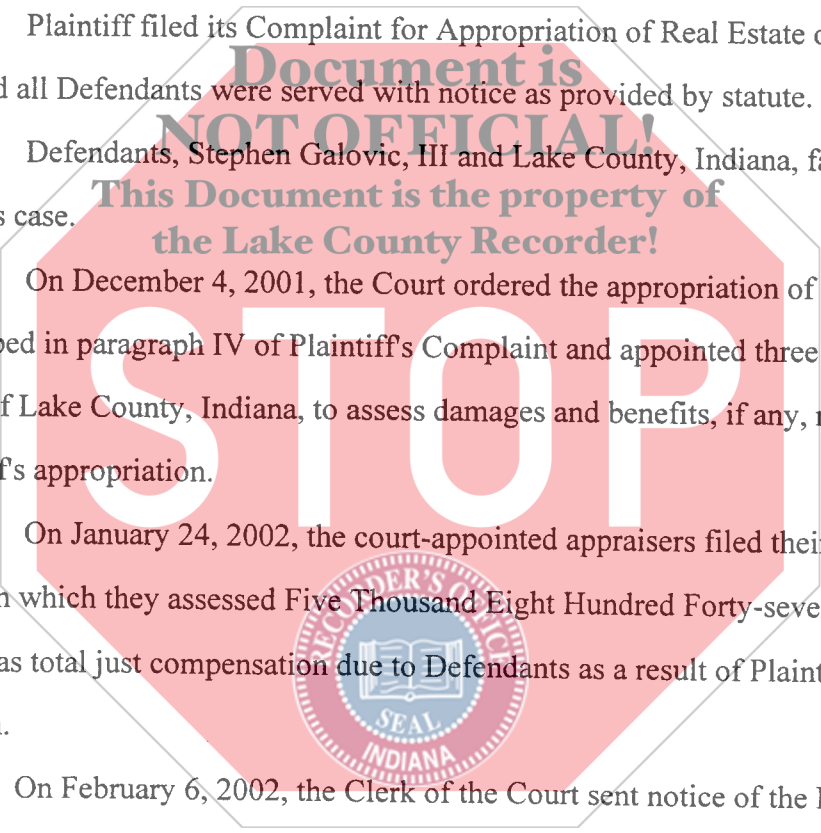 Plaintiff filed its Complaint for Appropriation of Real Estate
Document is
all Defendants were served with notice as provided by statute.
NOT OFFICIAL!
Defendants, Stephen Galovic, III and Lake County, Indiana,
This Document is the property of
case.
the Lake County Recorder!
On December 4, 2001, the Court ordered the appropriation of
STOP
in paragraph IV of Plaintiff's Complaint and appointed three
Lake County, Indiana, to assess damages and benefits, if any,
appropriation.
On January 24, 2002, the court-appointed appraisers filed their
which they assessed Five Thousand Eight Hundred Forty-seve
as total just compensation due to Defendants as a result of Plaint
RECORDER'S OFFICE
SEAL
INDIANA
On February 6, 2002, the Clerk of the Court sent notice of the